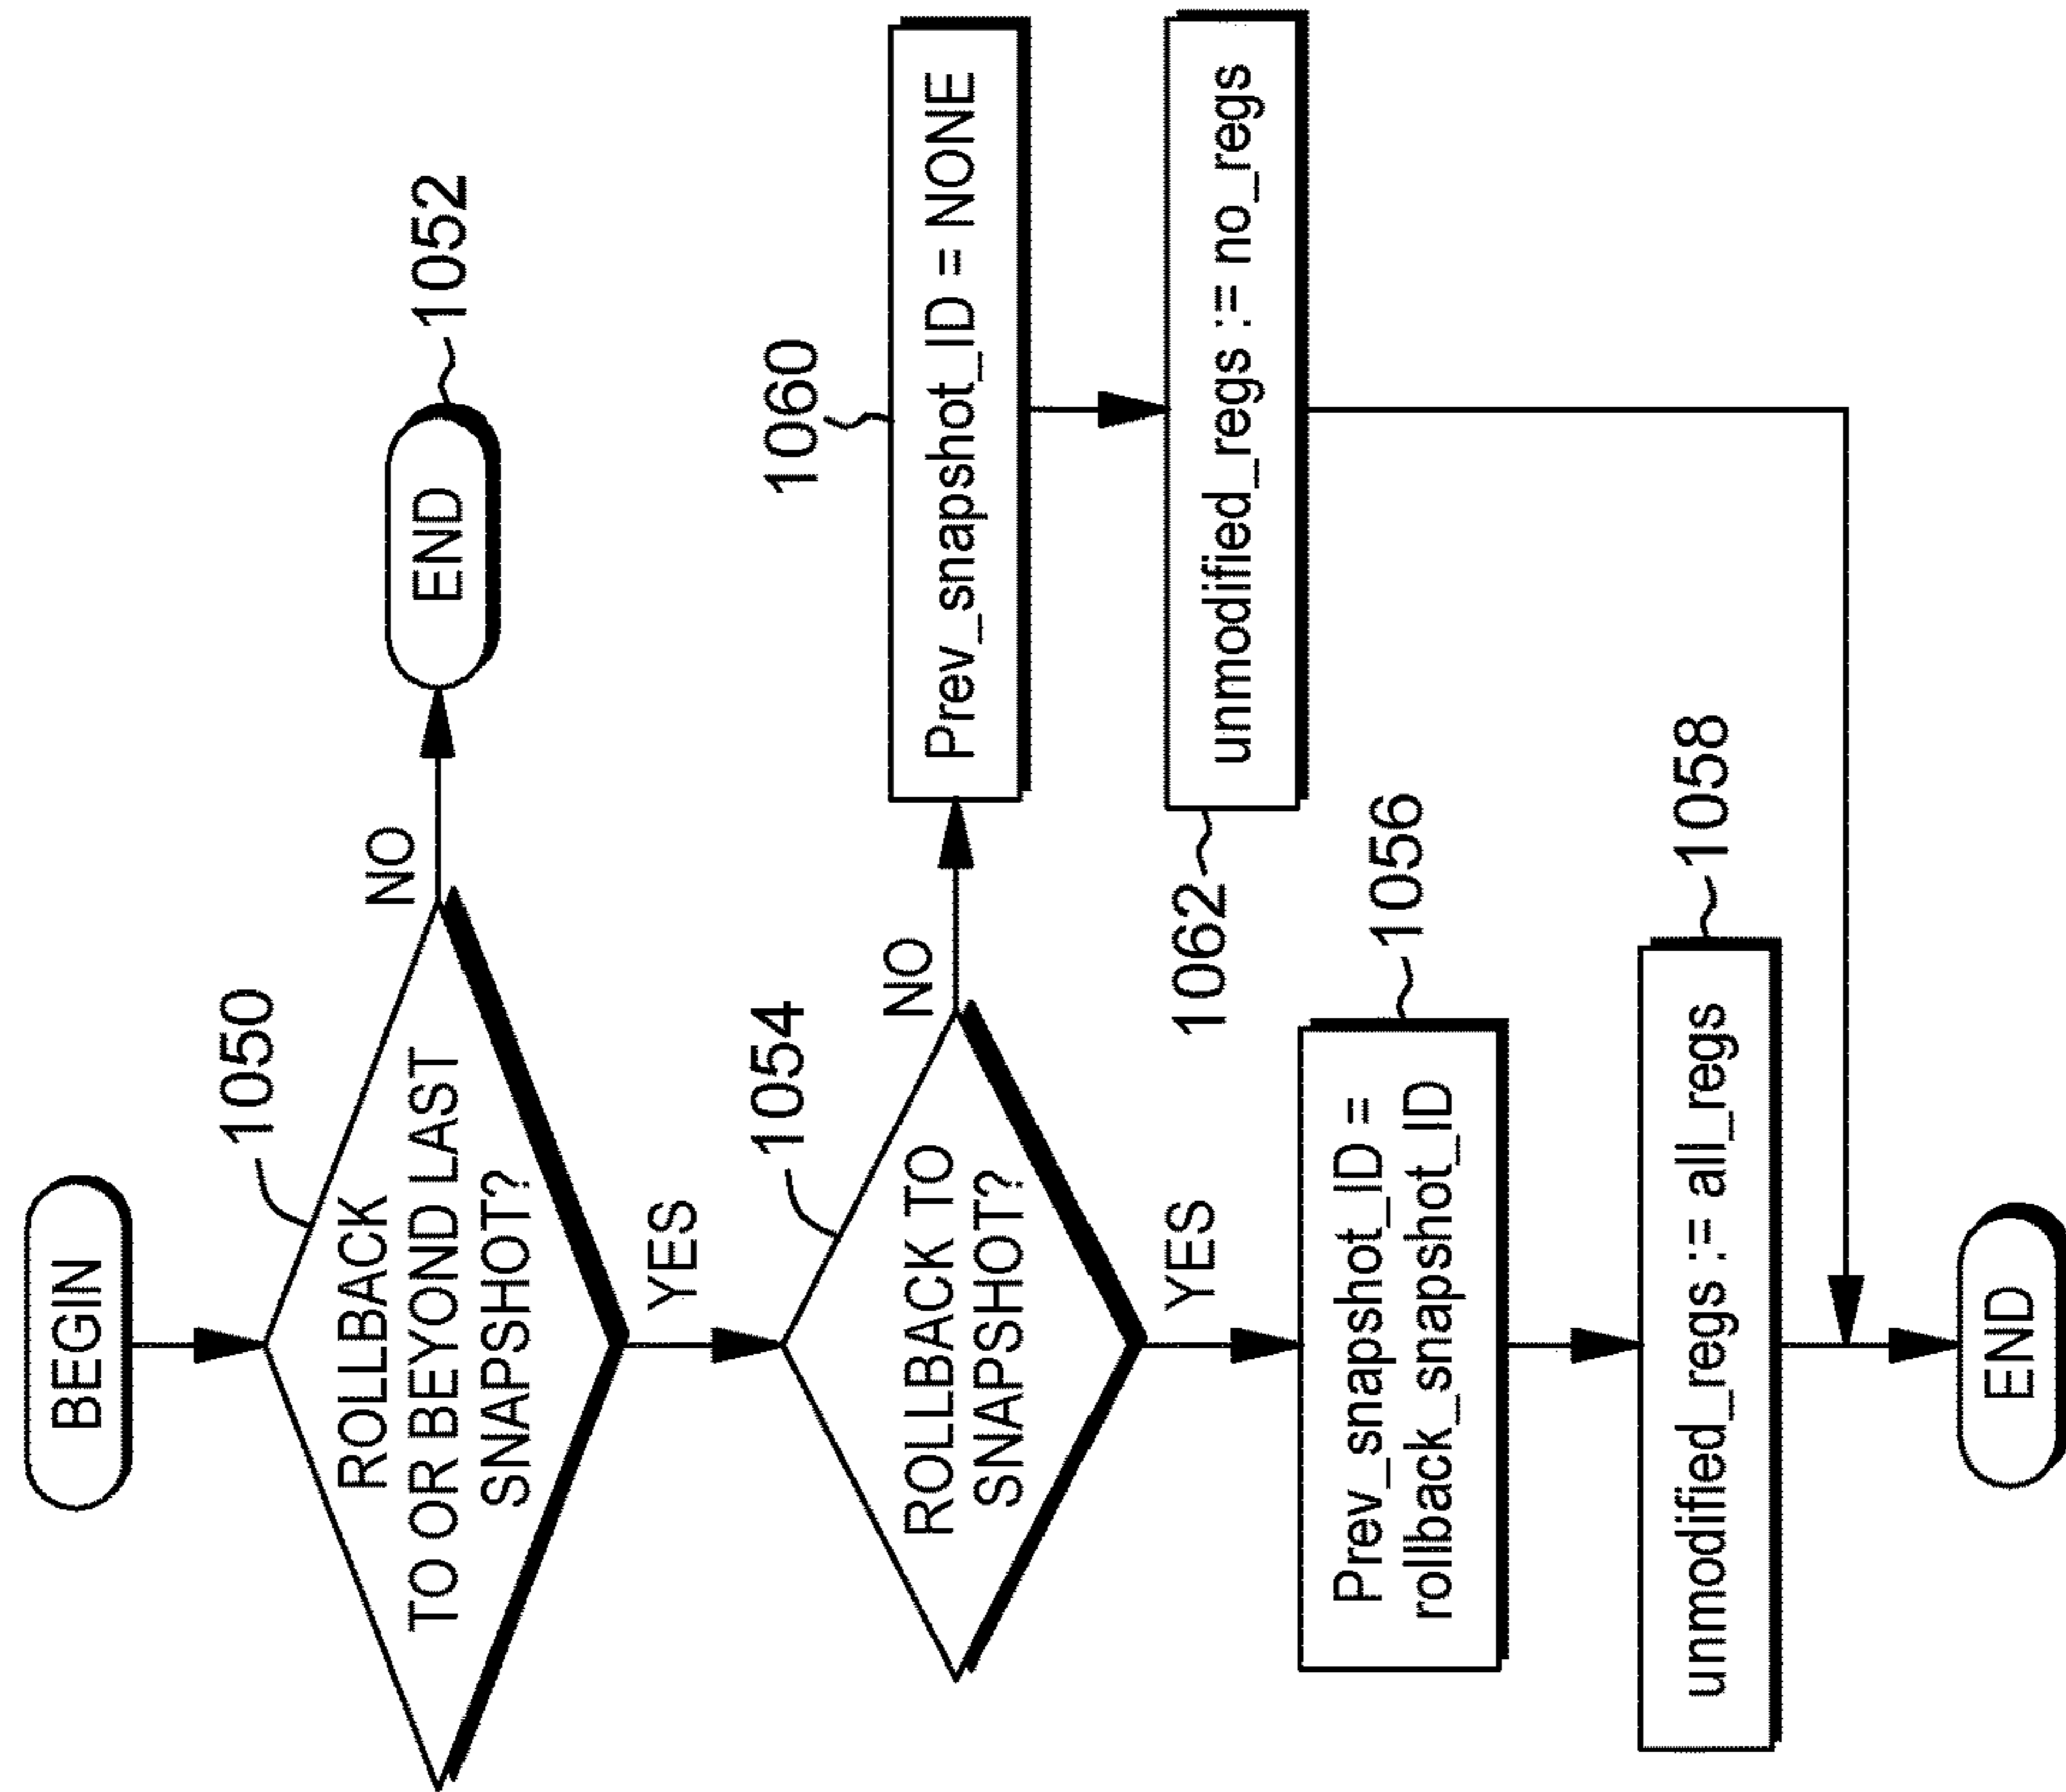 BEGIN
1050
ROLLBACK
TO OR BEYOND LAST
SNAPSHOT?
NO
END
1052
YES
1054
ROLLBACK TO
SNAPSHOT?
NO
1060
Prev_snapshot_ID = NONE
1062
unmodified_regs := no_regs
YES
1056
Prev_snapshot_ID =
rollback_snapshot_ID
1058
unmodified_regs := all_regs
END